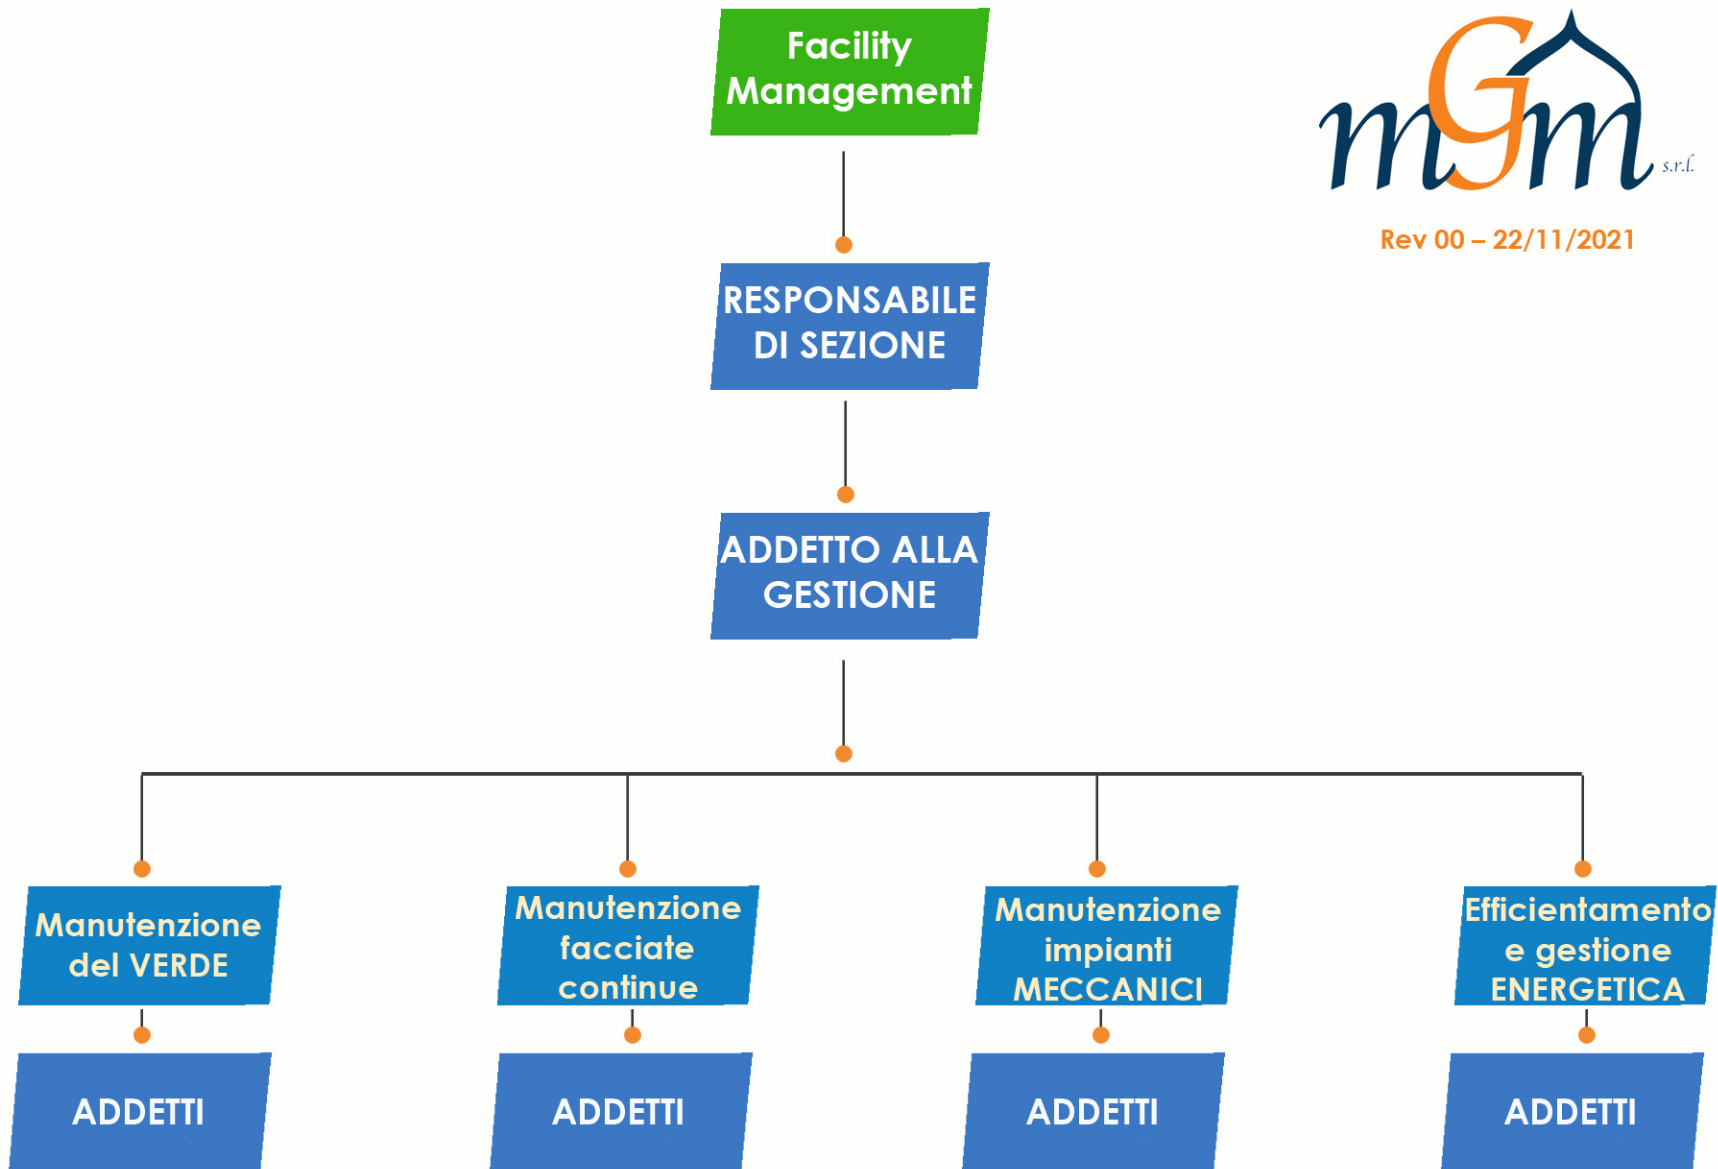 Facility
Management
mGm
s.r.l.
Rev 00 – 22/11/2021
RESPONSABILE
DI SEZIONE
ADDETTO ALLA
GESTIONE
Manutenzione
del VERDE
Manutenzione
facciate
continue
Manutenzione
impianti
MECCANICI
Efficientamento
e gestione
ENERGETICA
ADDETTI
ADDETTI
ADDETTI
ADDETTI